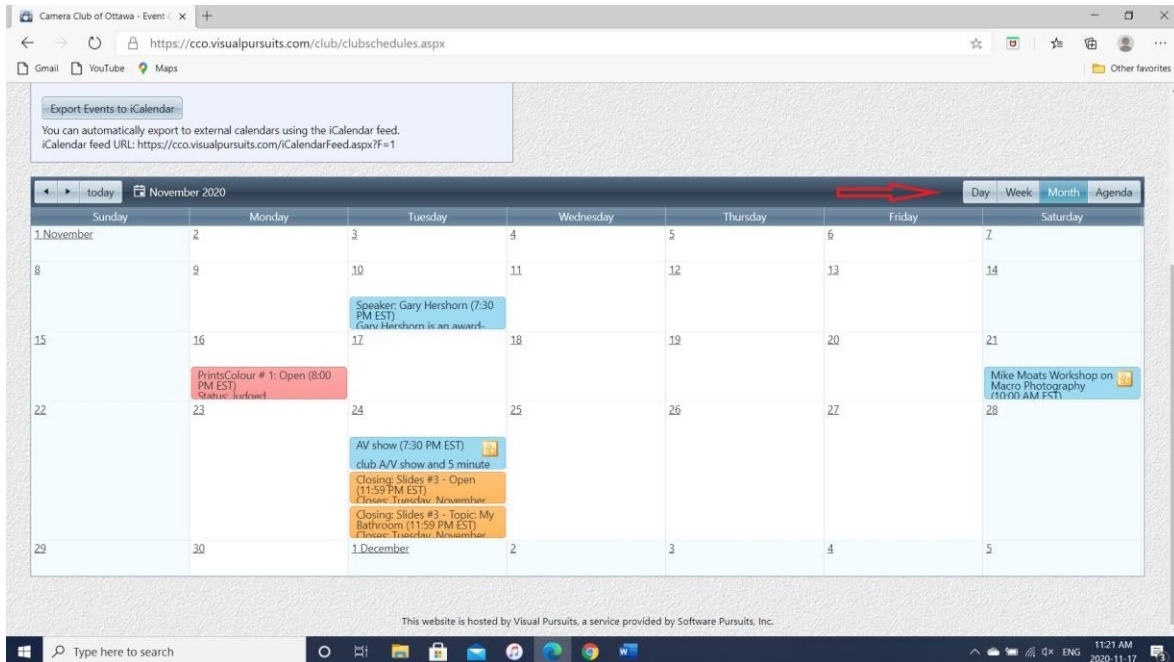 Camera Club of Ottawa - Event C
https://cco.visualpursuits.com/club/clubschedules.aspx
Gmail YouTube Maps Other favorites
Export Events to iCalendar
You can automatically export to external calendars using the iCalendar feed.
iCalendar feed URL: https://cco.visualpursuits.com/iCalendarFeed.aspx?F=1
today November 2020 Day Week Month Agenda
Sunday Monday Tuesday Wednesday Thursday Friday Saturday
1 November 2 3 4 5 6 7
8 9 10 11 12 13 14
Speaker: Gary Hershorn (7:30
PM EST)
Gary Hershorn is an award-
15 16 17 18 19 20 21
PrintsColour # 1: Open (8:00
PM EST)
Status: Judged
Mike Moats Workshop on
Macro Photography
(10:00 AM EST)
22 23 24 25 26 27 28
AV show (7:30 PM EST)
club A/V show and 5 minute
Closing: Slides #3 - Open
(11:59 PM EST)
Closes: Tuesday, November
Closing: Slides #3 - Topic: My
Bathroom (11:59 PM EST)
Closes: Tuesday, November
29 30 1 December 2 3 4 5
This website is hosted by Visual Pursuits, a service provided by Software Pursuits, Inc.
Type here to search
ENG
11:21 AM
2020-11-17